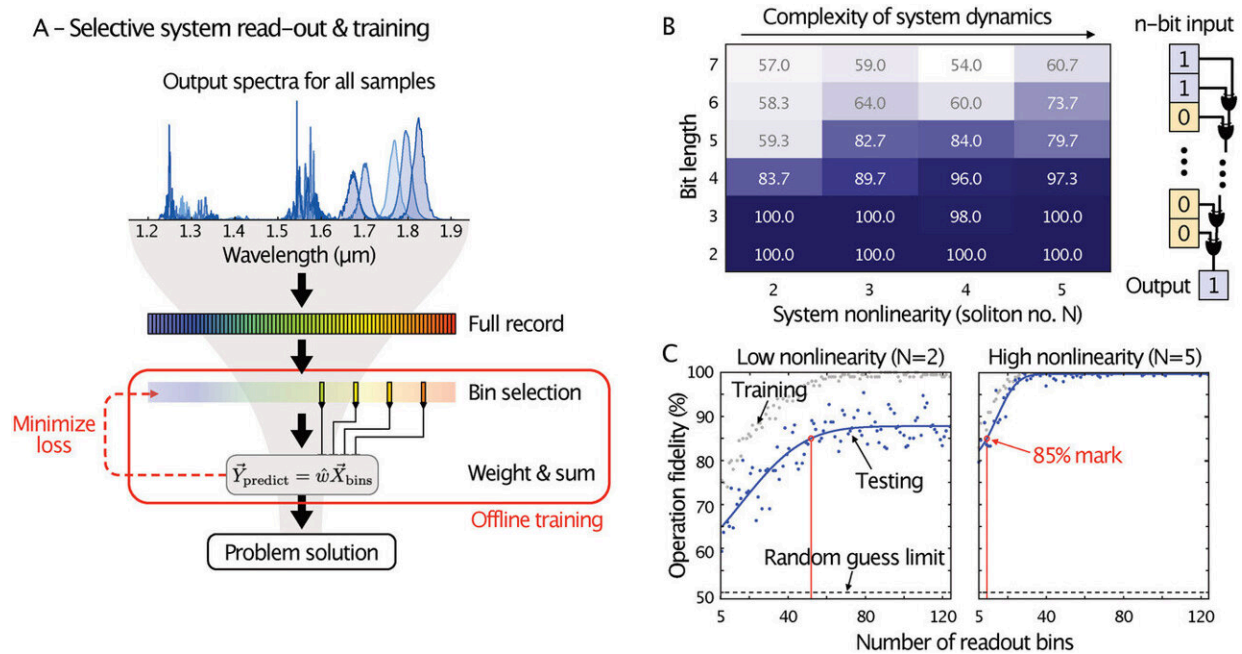 A – Selective system read-out & training
Output spectra for all samples
1.2 1.3 1.4 1.5 1.6 1.7 1.8 1.9
Wavelength (μm)
Full record
Bin selection
Minimize
loss
Y⃗predict = ŵX⃗bins
Weight & sum
Offline training
Problem solution
B
Complexity of system dynamics
Bit length
7 57.0 59.0 54.0 60.7
6 58.3 64.0 60.0 73.7
5 59.3 82.7 84.0 79.7
4 83.7 89.7 96.0 97.3
3 100.0 100.0 98.0 100.0
2 100.0 100.0 100.0 100.0
2 3 4 5
System nonlinearity (soliton no. N)
n-bit input
1
1
0
0
0
Output 1
C
Low nonlinearity (N=2)
High nonlinearity (N=5)
Operation fidelity (%)
100
90
80
70
60
50
Training
Testing
Random guess limit
85% mark
5 40 80 120
5 40 80 120
Number of readout bins